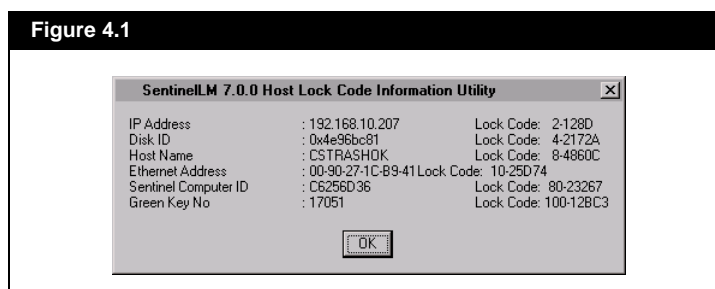 Figure 4.1
SentinelLM 7.0.0 Host Lock Code Information Utility
IP Address : 192.168.10.207 Lock Code: 2-128D
Disk ID : 0x4e96bc81 Lock Code: 4-2172A
Host Name : CSTRASHOK Lock Code: 8-4860C
Ethernet Address : 00-90-27-1C-B9-41 Lock Code: 10-25D74
Sentinel Computer ID : C6256D36 Lock Code: 80-23267
Green Key No : 17051 Lock Code: 100-12BC3
OK